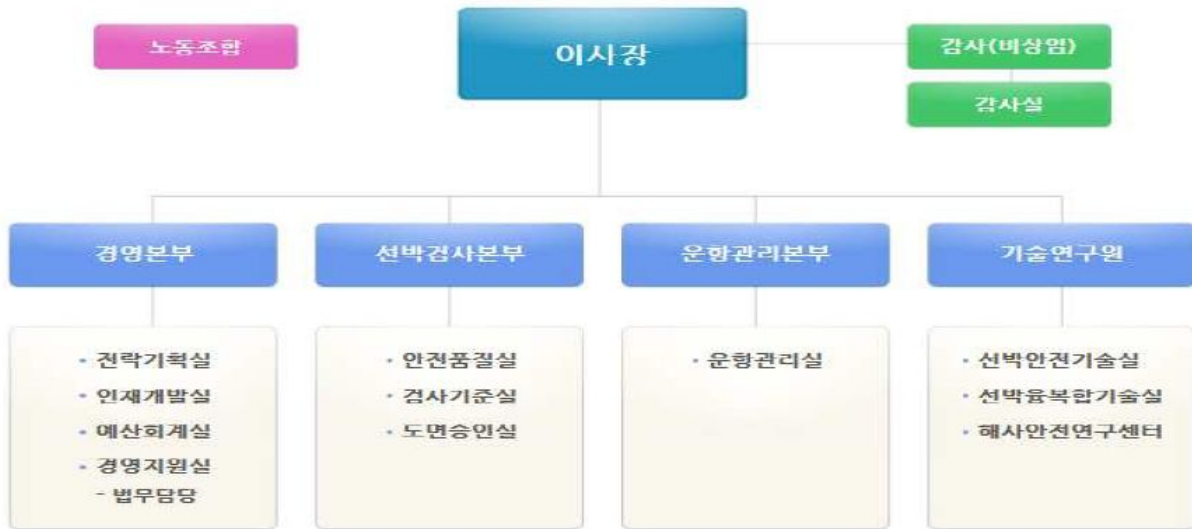 노동조합
이사장
감사(비상임)
감사실
경영본부
선박검사본부
운항관리본부
기술연구원
• 전략기획실
• 인재개발실
• 예산회계실
• 경영지원실
- 법무담당
• 안전품질실
• 검사기준실
• 도면승인실
• 운항관리실
• 선박안전기술실
• 선박융복합기술실
• 해사안전연구센터